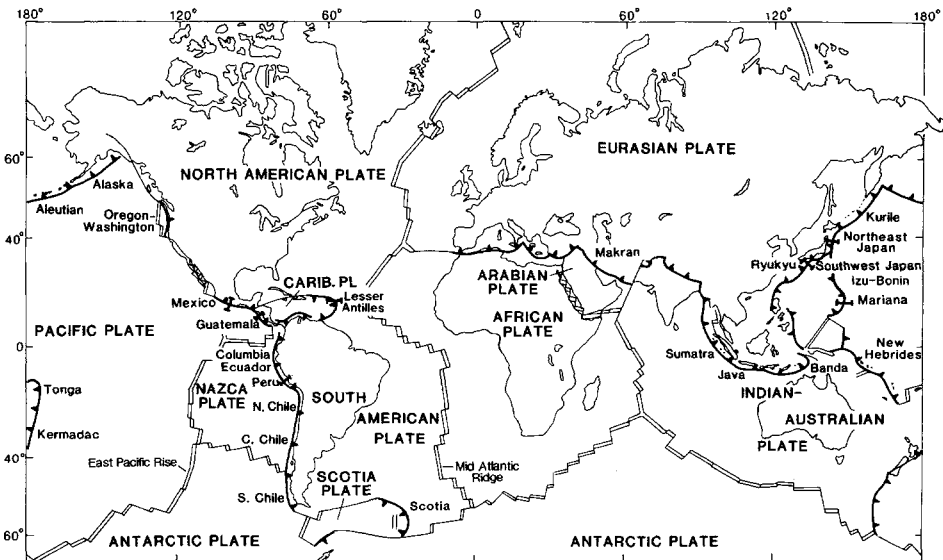 180° 120° 60° 0 60° 120° 180°
60°
40°
0
40°
60°
NORTH AMERICAN PLATE
EURASIAN PLATE
Alaska
Aleutian
Oregon-
Washington
Kurile
Northeast
Japan
Southwest Japan
Ryukyu
Izu-Bonin
Mariana
Makran
ARABIAN
PLATE
AFRICAN
PLATE
CARIB. PL
Lesser
Antilles
Mexico
Guatemala
PACIFIC PLATE
Columbia
Ecuador
Peru
NAZCA
PLATE
N. Chile
SOUTH
AMERICAN
PLATE
C. Chile
S. Chile
East Pacific Rise
SCOTIA
PLATE
Scotia
Mid Atlantic
Ridge
Tonga
Kermadac
Sumatra
Java
Banda
New
Hebrides
INDIAN-
AUSTRALIAN
PLATE
ANTARCTIC PLATE
ANTARCTIC PLATE